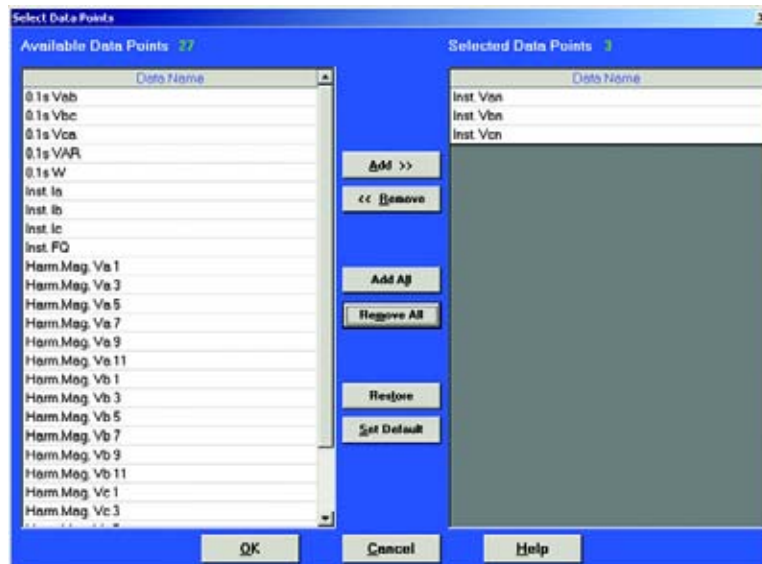 Select Data Points
Available Data Points 27
Selected Data Points 3
Data Name
0.1s Vab
0.1s Vbc
0.1s Vca
0.1s VAR
0.1s W
Inst. Ia
Inst. Ib
Inst. Ic
Inst. FQ
Harm.Mag. Va 1
Harm.Mag. Va 3
Harm.Mag. Va 5
Harm.Mag. Va 7
Harm.Mag. Va 9
Harm.Mag. Va 11
Harm.Mag. Vb 1
Harm.Mag. Vb 3
Harm.Mag. Vb 5
Harm.Mag. Vb 7
Harm.Mag. Vb 9
Harm.Mag. Vb 11
Harm.Mag. Vc 1
Harm.Mag. Vc 3
Add >>
<< Remove
Add All
Remove All
Restore
Set Default
Data Name
Inst. Van
Inst. Vbn
Inst. Vcn
OK
Cancel
Help